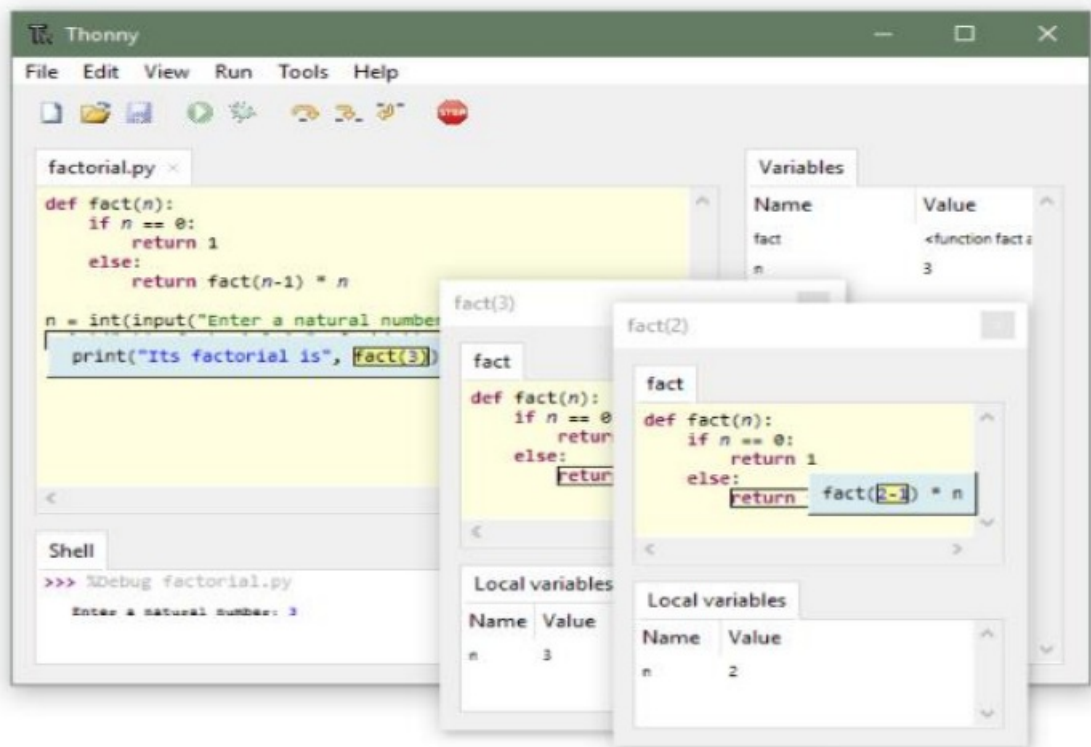 Thonny
File Edit View Run Tools Help
STOP
factorial.py ×
def fact(n):
if n == 0:
return 1
else:
return fact(n-1) * n
n = int(input("Enter a natural number
print("Its factorial is", fact(3))
Shell
>>> %Debug factorial.py
Enter a natural number: 3
Variables
Name Value
fact <function fact a
n 3
fact(3)
fact
def fact(n):
if n == 0
retur
else:
retur
Local variables
Name Value
n 3
fact(2)
fact
def fact(n):
if n == 0:
return 1
else:
return fact(2-1) * n
Local variables
Name Value
n 2